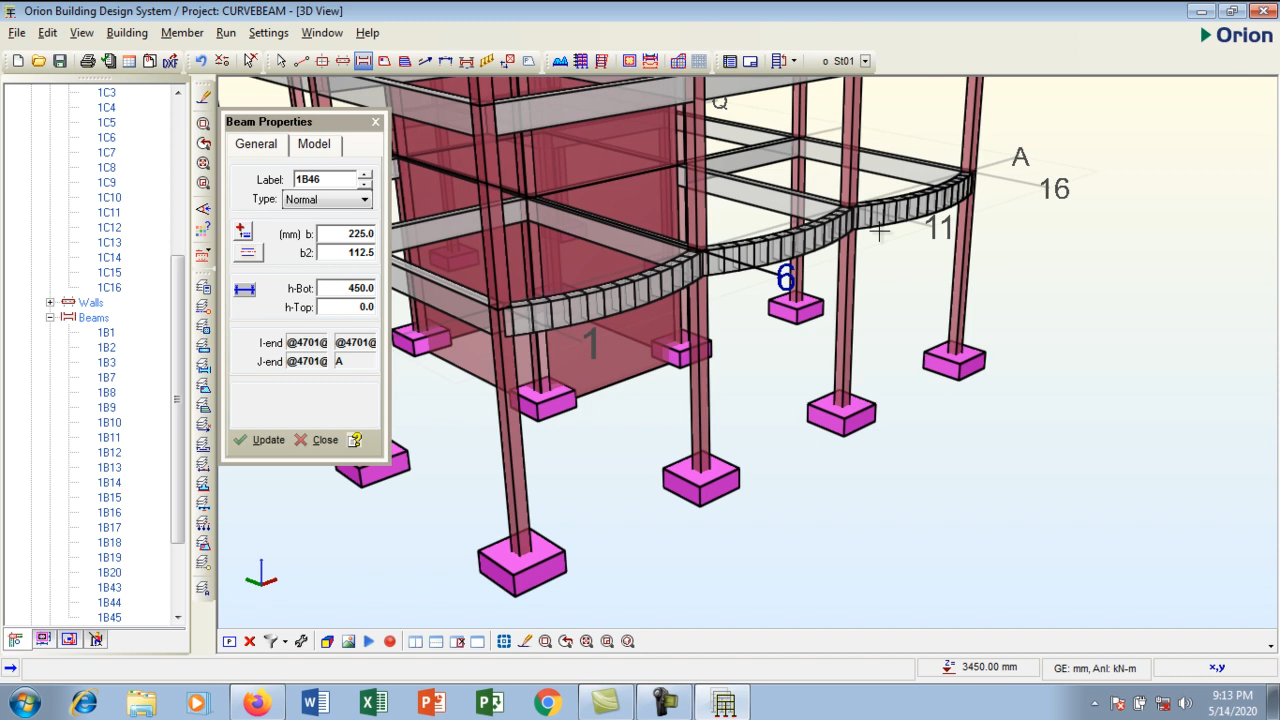 Orion Building Design System / Project: CURVEBEAM - [3D View]
File Edit View Building Member Run Settings Window Help
Orion
DXF
o St01
1C3
1C4
1C5
1C6
1C7
1C8
1C9
1C10
1C11
1C12
1C13
1C14
1C15
1C16
Walls
Beams
1B1
1B2
1B3
1B7
1B8
1B9
1B10
1B11
1B12
1B13
1B14
1B15
1B16
1B17
1B18
1B19
1B20
1B43
1B44
1B45
Beam Properties
General Model
Label: 1B46
Type: Normal
(mm) b: 225.0
b2: 112.5
h-Bot: 450.0
h-Top: 0.0
I-end @4701@ @4701@
J-end @4701@ A
Update Close
Q
A
16
11
6
1
Z= 3450.00 mm
GE: mm, Anl: kN-m
x,y
9:13 PM
5/14/2020